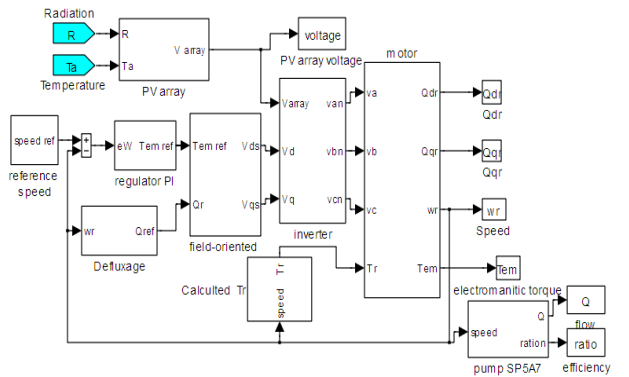 Radiation
R
Ta
Temperature
R
Ta
V array
PV array
voltage
PV array voltage
speed ref
reference
speed
+
−
eW
Tem ref
regulator PI
Tem ref
Qr
Vds
Vqs
field-oriented
wr
Qref
Defluxage
Varray
Vd
Vq
van
vbn
vcn
inverter
motor
va
vb
vc
Tr
Qdr
Qqr
wr
Tem
Qdr
Qdr
Qqr
Qqr
wr
Speed
Tem
electromanitic torque
Calcullted Tr
Tr
speed
speed
Q
ration
pump SP5A7
Q
flow
ratio
efficiency